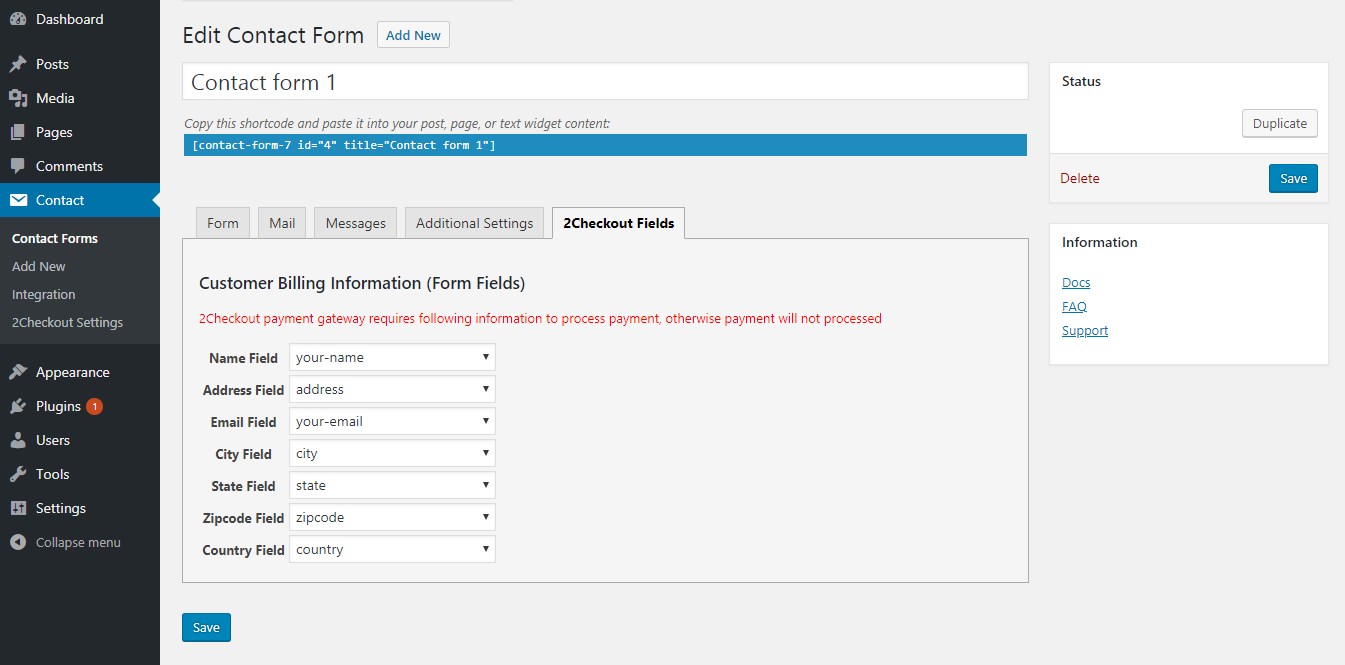 Dashboard
Posts
Media
Pages
Comments
Contact
Contact Forms
Add New
Integration
2Checkout Settings
Appearance
Plugins 1
Users
Tools
Settings
Collapse menu
Edit Contact Form Add New
Contact form 1
Copy this shortcode and paste it into your post, page, or text widget content:
[contact-form-7 id="4" title="Contact form 1"]
Form Mail Messages Additional Settings 2Checkout Fields
Customer Billing Information (Form Fields)
2Checkout payment gateway requires following information to process payment, otherwise payment will not processed
Name Field your-name
Address Field address
Email Field your-email
City Field city
State Field state
Zipcode Field zipcode
Country Field country
Save
Status
Duplicate
Delete Save
Information
Docs
FAQ
Support